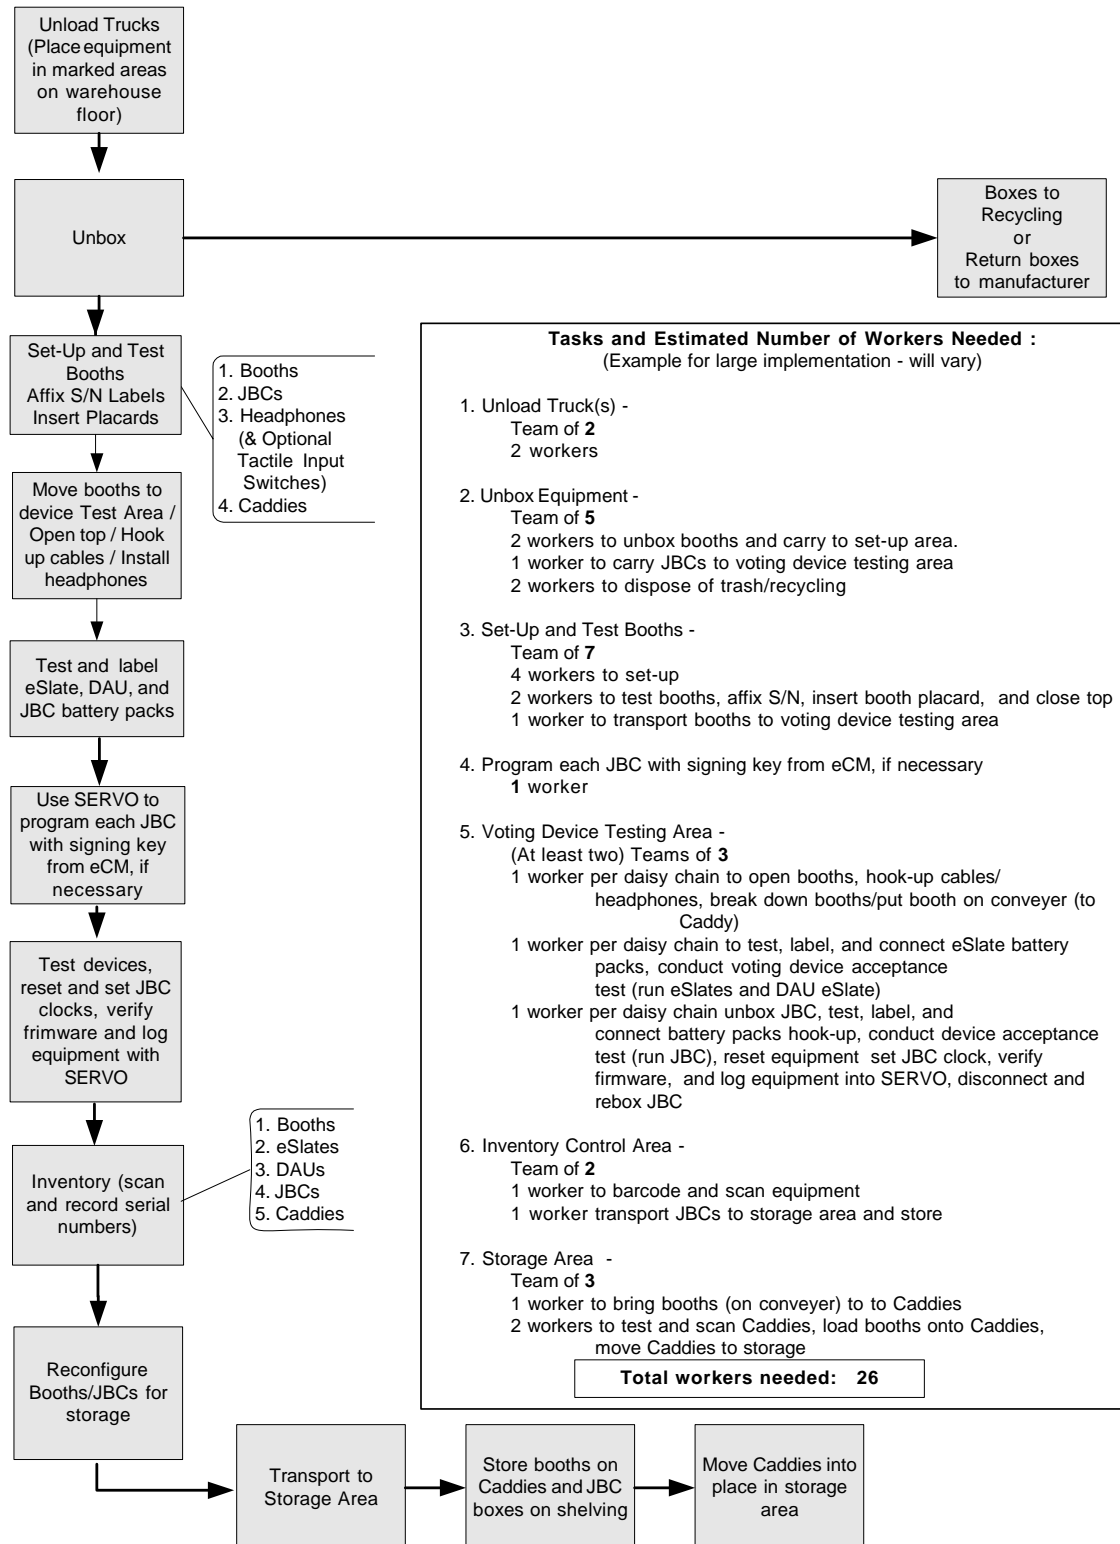 Unload Trucks
(Place equipment
in marked areas
on warehouse
floor)
Unbox
Boxes to
Recycling
or
Return boxes
to manufacturer
Set-Up and Test
Booths
Affix S/N Labels
Insert Placards
1. Booths
2. JBCs
3. Headphones
(& Optional
Tactile Input
Switches)
4. Caddies
Move booths to
device Test Area /
Open top / Hook
up cables / Install
headphones
Test and label
eSlate, DAU, and
JBC battery packs
Use SERVO to
program each JBC
with signing key
from eCM, if
necessary
Test devices,
reset and set JBC
clocks, verify
frimware and log
equipment with
SERVO
Inventory (scan
and record serial
numbers)
1. Booths
2. eSlates
3. DAUs
4. JBCs
5. Caddies
Reconfigure
Booths/JBCs for
storage
Transport to
Storage Area
Store booths on
Caddies and JBC
boxes on shelving
Move Caddies into
place in storage
area
Tasks and Estimated Number of Workers Needed :
(Example for large implementation - will vary)
1. Unload Truck(s) -
Team of 2
2 workers
2. Unbox Equipment -
Team of 5
2 workers to unbox booths and carry to set-up area.
1 worker to carry JBCs to voting device testing area
2 workers to dispose of trash/recycling
3. Set-Up and Test Booths -
Team of 7
4 workers to set-up
2 workers to test booths, affix S/N, insert booth placard, and close top
1 worker to transport booths to voting device testing area
4. Program each JBC with signing key from eCM, if necessary
1 worker
5. Voting Device Testing Area -
(At least two) Teams of 3
1 worker per daisy chain to open booths, hook-up cables/
headphones, break down booths/put booth on conveyer (to
Caddy)
1 worker per daisy chain to test, label, and connect eSlate battery
packs, conduct voting device acceptance
test (run eSlates and DAU eSlate)
1 worker per daisy chain unbox JBC, test, label, and
connect battery packs hook-up, conduct device acceptance
test (run JBC), reset equipment set JBC clock, verify
firmware, and log equipment into SERVO, disconnect and
rebox JBC
6. Inventory Control Area -
Team of 2
1 worker to barcode and scan equipment
1 worker transport JBCs to storage area and store
7. Storage Area -
Team of 3
1 worker to bring booths (on conveyer) to to Caddies
2 workers to test and scan Caddies, load booths onto Caddies,
move Caddies to storage
Total workers needed: 26